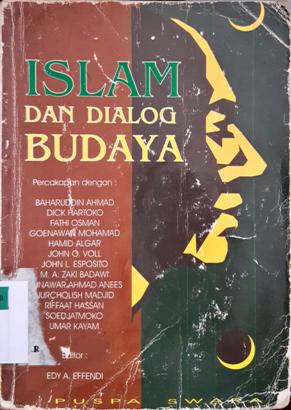 ISLAM
DAN DIALOG
BUDAYA
Percakapan dengan :
BAHARUDDIN AHMAD
DICK HARTOKO
FATHI OSMAN
GOENAWAN MOHAMAD
HAMID ALGAR
JOHN O. VOLL
JOHN L. ESPOSITO
M. A. ZAKI BADAWI
UNAWAR AHMAD ANEES
NURCHOLISH MADJID
RIFFAAT HASSAN
SOEDJATMOKO
UMAR KAYAM
Editor :
EDY A. EFFENDI
PUSPA SWARA